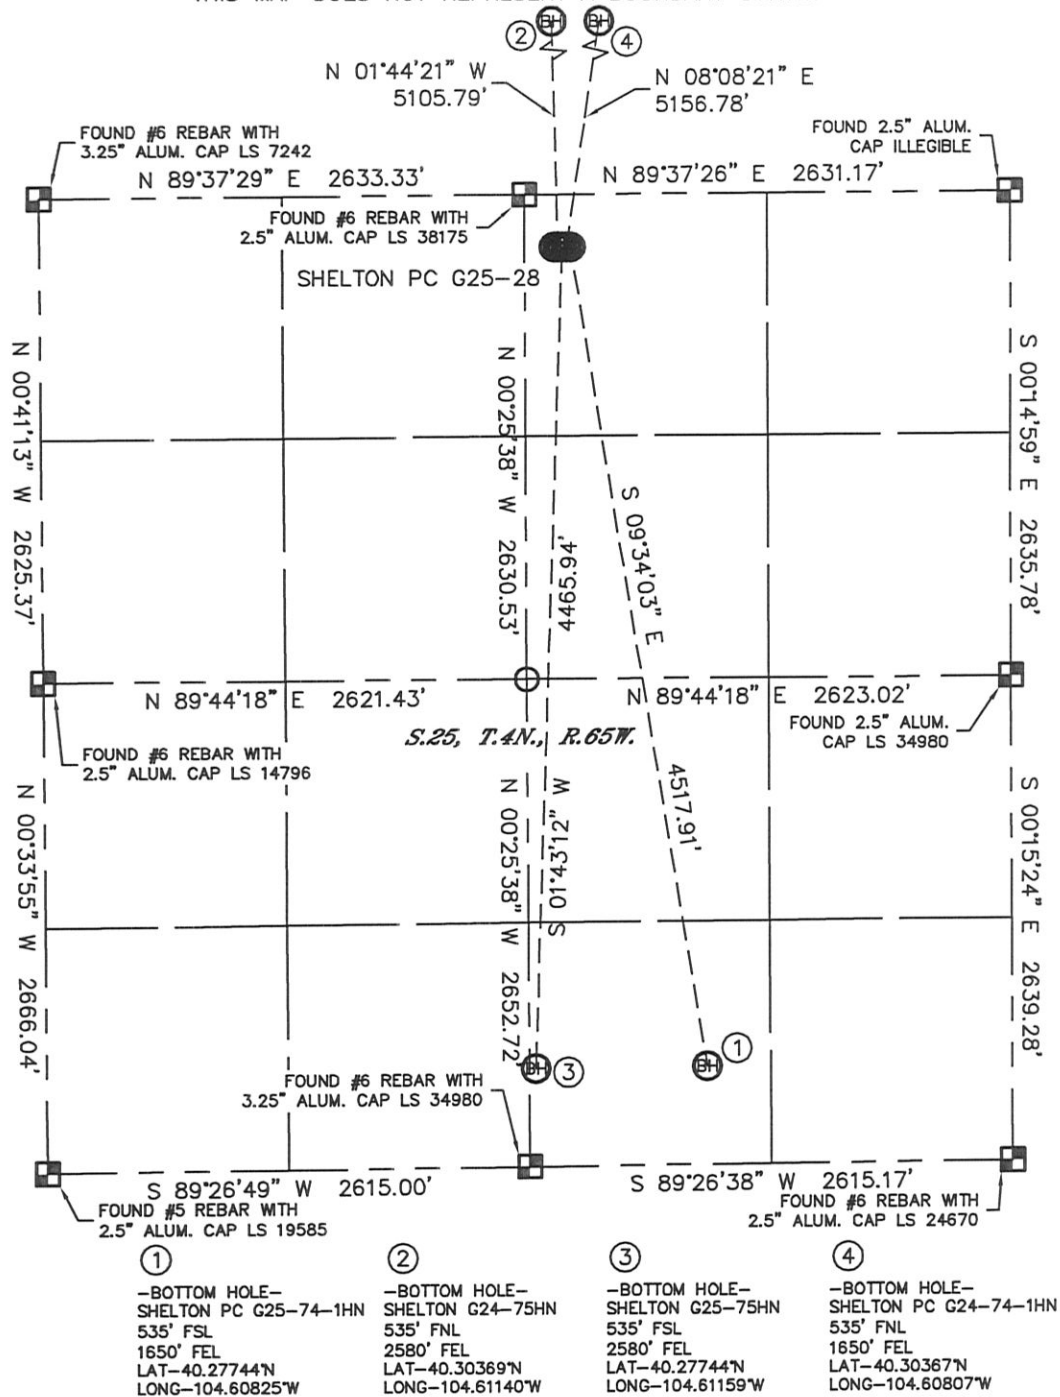 ②
BH
BH
④
N 01°44'21" W
5105.79'
N 08°08'21" E
5156.78'
FOUND #6 REBAR WITH
3.25" ALUM. CAP LS 7242
FOUND 2.5" ALUM.
CAP ILLEGIBLE
N 89°37'29" E 2633.33'
N 89°37'26" E 2631.17'
FOUND #6 REBAR WITH
2.5" ALUM. CAP LS 38175
SHELTON PC G25-28
N 00°41'13" W 2625.37'
N 00°25'38" W 2630.53'
4465.94'
S 09°34'03" E
S 00°14'59" E 2635.78'
N 89°44'18" E 2621.43'
N 89°44'18" E 2623.02'
S.25, T.4N., R.65W.
FOUND 2.5" ALUM.
CAP LS 34980
FOUND #6 REBAR WITH
2.5" ALUM. CAP LS 14796
N 00°33'55" W 2666.04'
N 00°25'38" W 2652.72'
S 01°43'12" W
4517.91'
S 00°15'24" E 2639.28'
BH
③
BH
①
FOUND #6 REBAR WITH
3.25" ALUM. CAP LS 34980
S 89°26'49" W 2615.00'
S 89°26'38" W 2615.17'
FOUND #5 REBAR WITH
2.5" ALUM. CAP LS 19585
FOUND #6 REBAR WITH
2.5" ALUM. CAP LS 24670
①
-BOTTOM HOLE-
SHELTON PC G25-74-1HN
535' FSL
1650' FEL
LAT-40.27744°N
LONG-104.60825°W
②
-BOTTOM HOLE-
SHELTON G24-75HN
535' FNL
2580' FEL
LAT-40.30369°N
LONG-104.61140°W
③
-BOTTOM HOLE-
SHELTON G25-75HN
535' FSL
2580' FEL
LAT-40.27744°N
LONG-104.61159°W
④
-BOTTOM HOLE-
SHELTON PC G24-74-1HN
535' FNL
1650' FEL
LAT-40.30367°N
LONG-104.60807°W